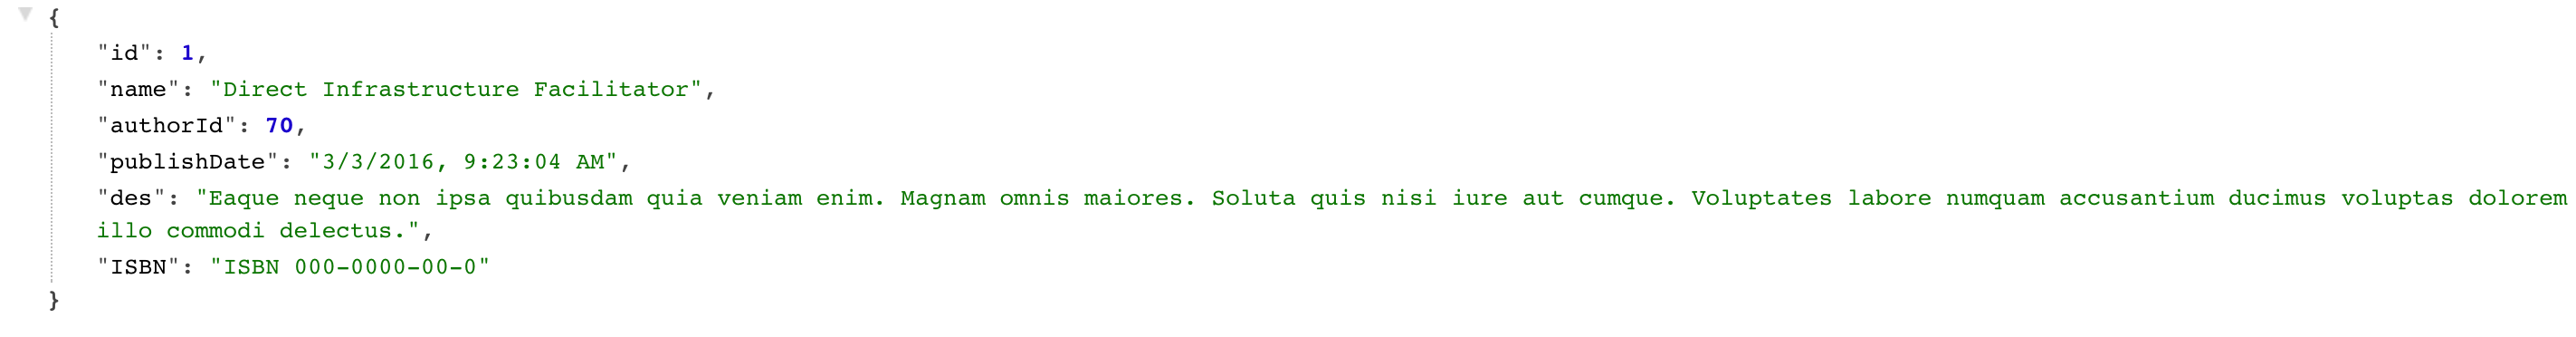 {
"id": 1,
"name": "Direct Infrastructure Facilitator",
"authorId": 70,
"publishDate": "3/3/2016, 9:23:04 AM",
"des": "Eaque neque non ipsa quibusdam quia veniam enim. Magnam omnis maiores. Soluta quis nisi iure aut cumque. Voluptates labore numquam accusantium ducimus voluptas dolorem
illo commodi delectus.",
"ISBN": "ISBN 000-0000-00-0"
}